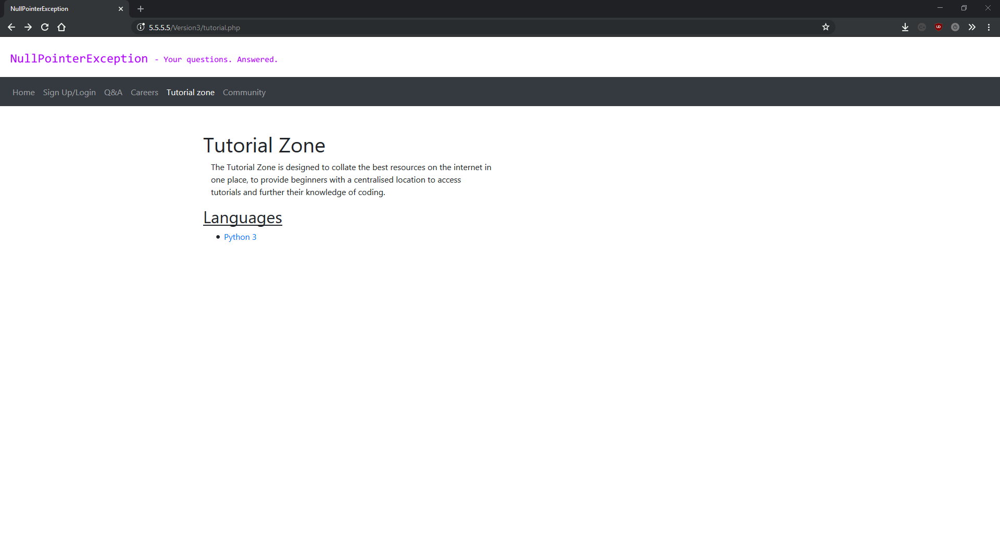 NullPointerException
5.5.5.5/Version3/tutorial.php
NullPointerException - Your questions. Answered.
Home Sign Up/Login Q&A Careers Tutorial zone Community
Tutorial Zone
The Tutorial Zone is designed to collate the best resources on the internet in
one place, to provide beginners with a centralised location to access
tutorials and further their knowledge of coding.
Languages
• Python 3